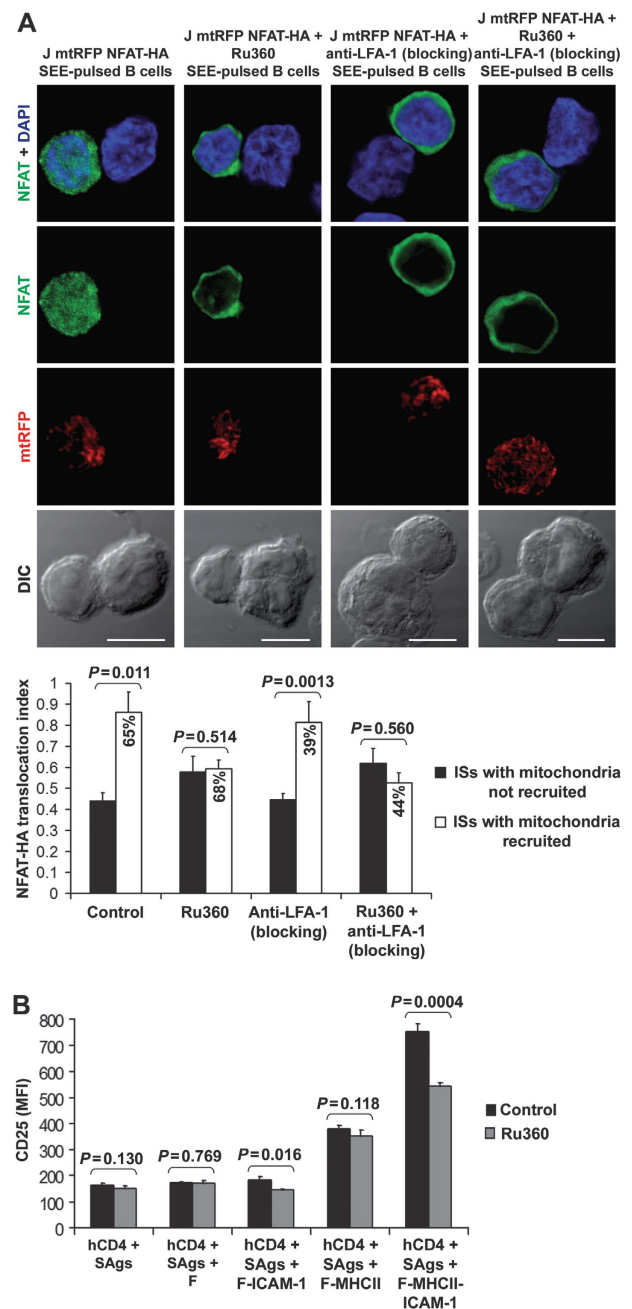 A
J mtRFP NFAT-HA
SEE-pulsed B cells
J mtRFP NFAT-HA +
Ru360
SEE-pulsed B cells
J mtRFP NFAT-HA +
anti-LFA-1 (blocking)
SEE-pulsed B cells
J mtRFP NFAT-HA +
Ru360 +
anti-LFA-1 (blocking)
SEE-pulsed B cells
NFAT + DAPI
NFAT
mtRFP
DIC
NFAT-HA translocation index
1
0.9
0.8
0.7
0.6
0.5
0.4
0.3
0.2
0.1
0
P=0.011
65%
P=0.514
68%
P=0.0013
39%
P=0.560
44%
Control
Ru360
Anti-LFA-1
(blocking)
Ru360 +
anti-LFA-1
(blocking)
ISs with mitochondria
not recruited
ISs with mitochondria
recruited
B
CD25 (MFI)
800
700
600
500
400
300
200
100
0
P=0.130
P=0.769
P=0.016
P=0.118
P=0.0004
hCD4 +
SAgs
hCD4 +
SAgs +
F
hCD4 +
SAgs +
F-ICAM-1
hCD4 +
SAgs +
F-MHCII
hCD4 +
SAgs +
F-MHCII-
ICAM-1
Control
Ru360